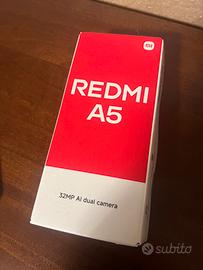 mi
REDMI
A5
32MP AI dual camera
subito